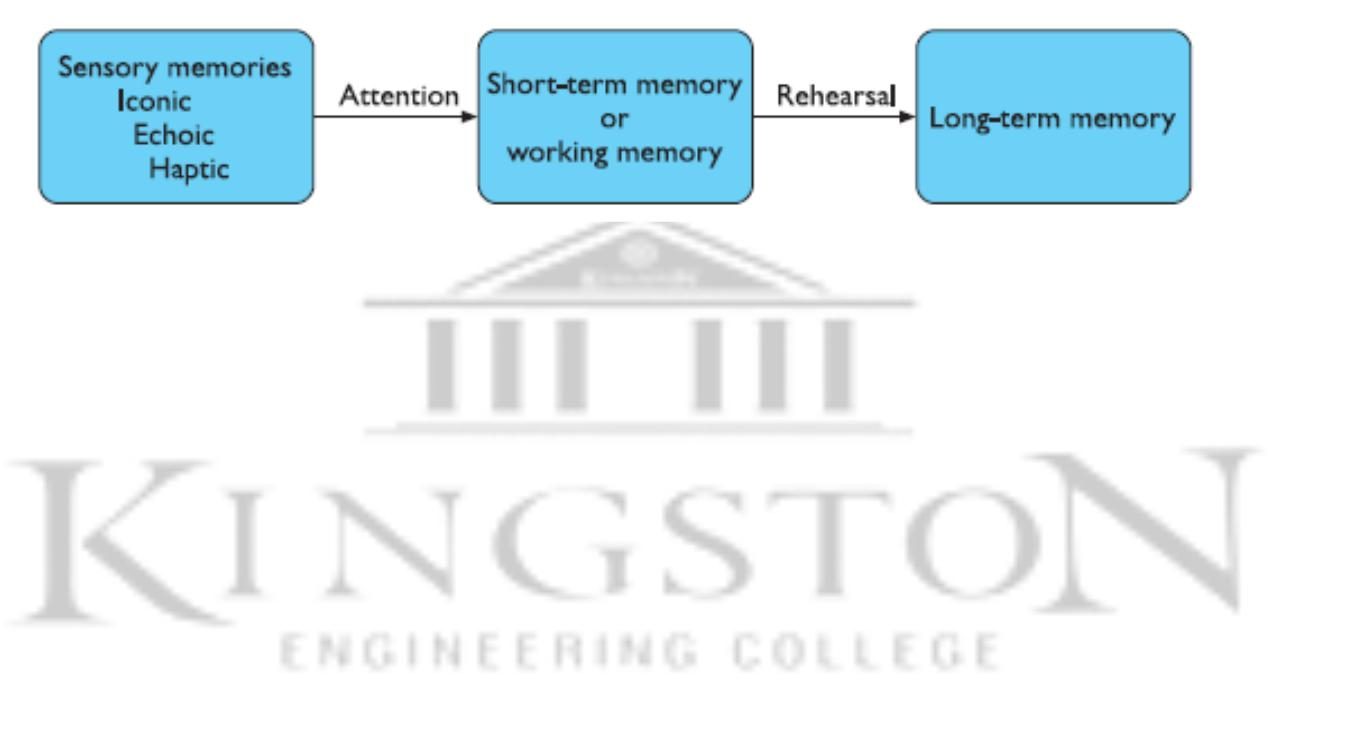 Sensory memories
Iconic
Echoic
Haptic
Attention
Short-term memory
or
working memory
Rehearsal
Long-term memory
KINGSTON
KINGSTON
ENGINEERING COLLEGE